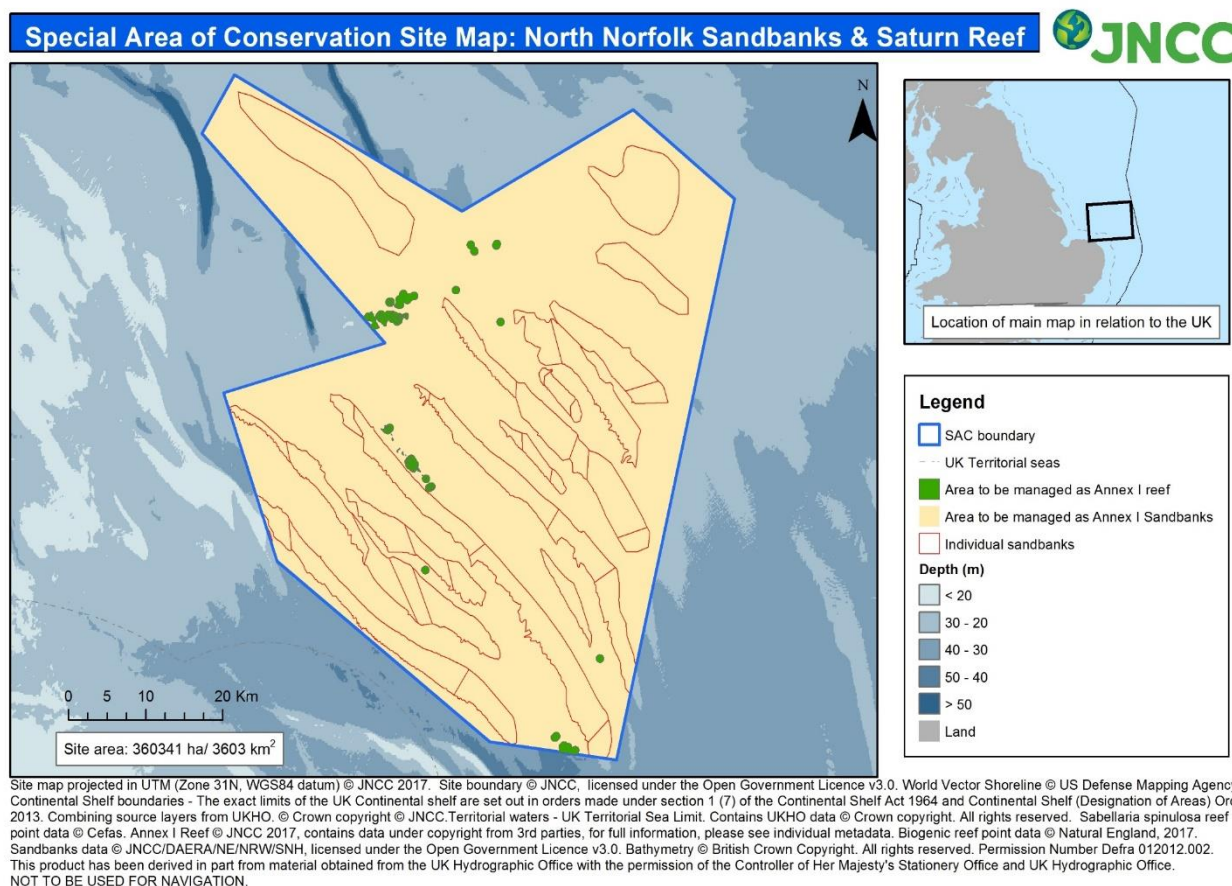 Special Area of Conservation Site Map: North Norfolk Sandbanks & Saturn Reef
JNCC
N
0 5 10 20 Km
Site area: 360341 ha/ 3603 km²
Location of main map in relation to the UK
Legend
SAC boundary
UK Territorial seas
Area to be managed as Annex I reef
Area to be managed as Annex I Sandbanks
Individual sandbanks
Depth (m)
< 20
30 - 20
40 - 30
50 - 40
> 50
Land
Site map projected in UTM (Zone 31N, WGS84 datum) © JNCC 2017. Site boundary © JNCC, licensed under the Open Government Licence v3.0. World Vector Shoreline © US Defense Mapping Agency
Continental Shelf boundaries - The exact limits of the UK Continental shelf are set out in orders made under section 1 (7) of the Continental Shelf Act 1964 and Continental Shelf (Designation of Areas) Or
2013. Combining source layers from UKHO. © Crown copyright © JNCC.Territorial waters - UK Territorial Sea Limit. Contains UKHO data © Crown copyright. All rights reserved. Sabellaria spinulosa reef
point data © Cefas. Annex I Reef © JNCC 2017, contains data under copyright from 3rd parties, for full information, please see individual metadata. Biogenic reef point data © Natural England, 2017.
Sandbanks data © JNCC/DAERA/NE/NRW/SNH, licensed under the Open Government Licence v3.0. Bathymetry © British Crown Copyright. All rights reserved. Permission Number Defra 012012.002.
This product has been derived in part from material obtained from the UK Hydrographic Office with the permission of the Controller of Her Majesty's Stationery Office and UK Hydrographic Office.
NOT TO BE USED FOR NAVIGATION.